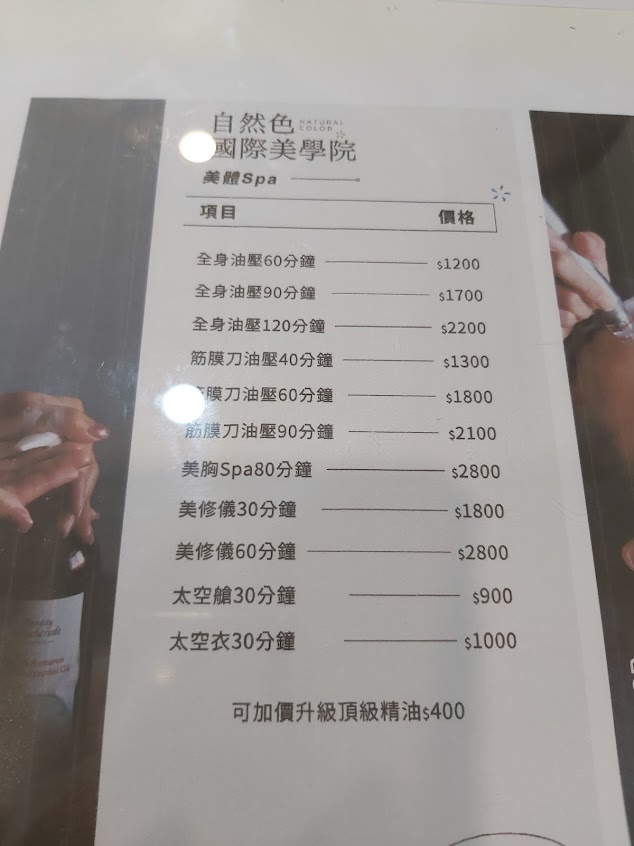 自然色 NATURAL COLOR
國際美學院
美體Spa
項目 價格
全身油壓60分鐘 $1200
全身油壓90分鐘 $1700
全身油壓120分鐘 $2200
筋膜刀油壓40分鐘 $1300
筋膜刀油壓60分鐘 $1800
筋膜刀油壓90分鐘 $2100
美胸Spa80分鐘 $2800
美修儀30分鐘 $1800
美修儀60分鐘 $2800
太空艙30分鐘 $900
太空衣30分鐘 $1000
可加價升級頂級精油$400